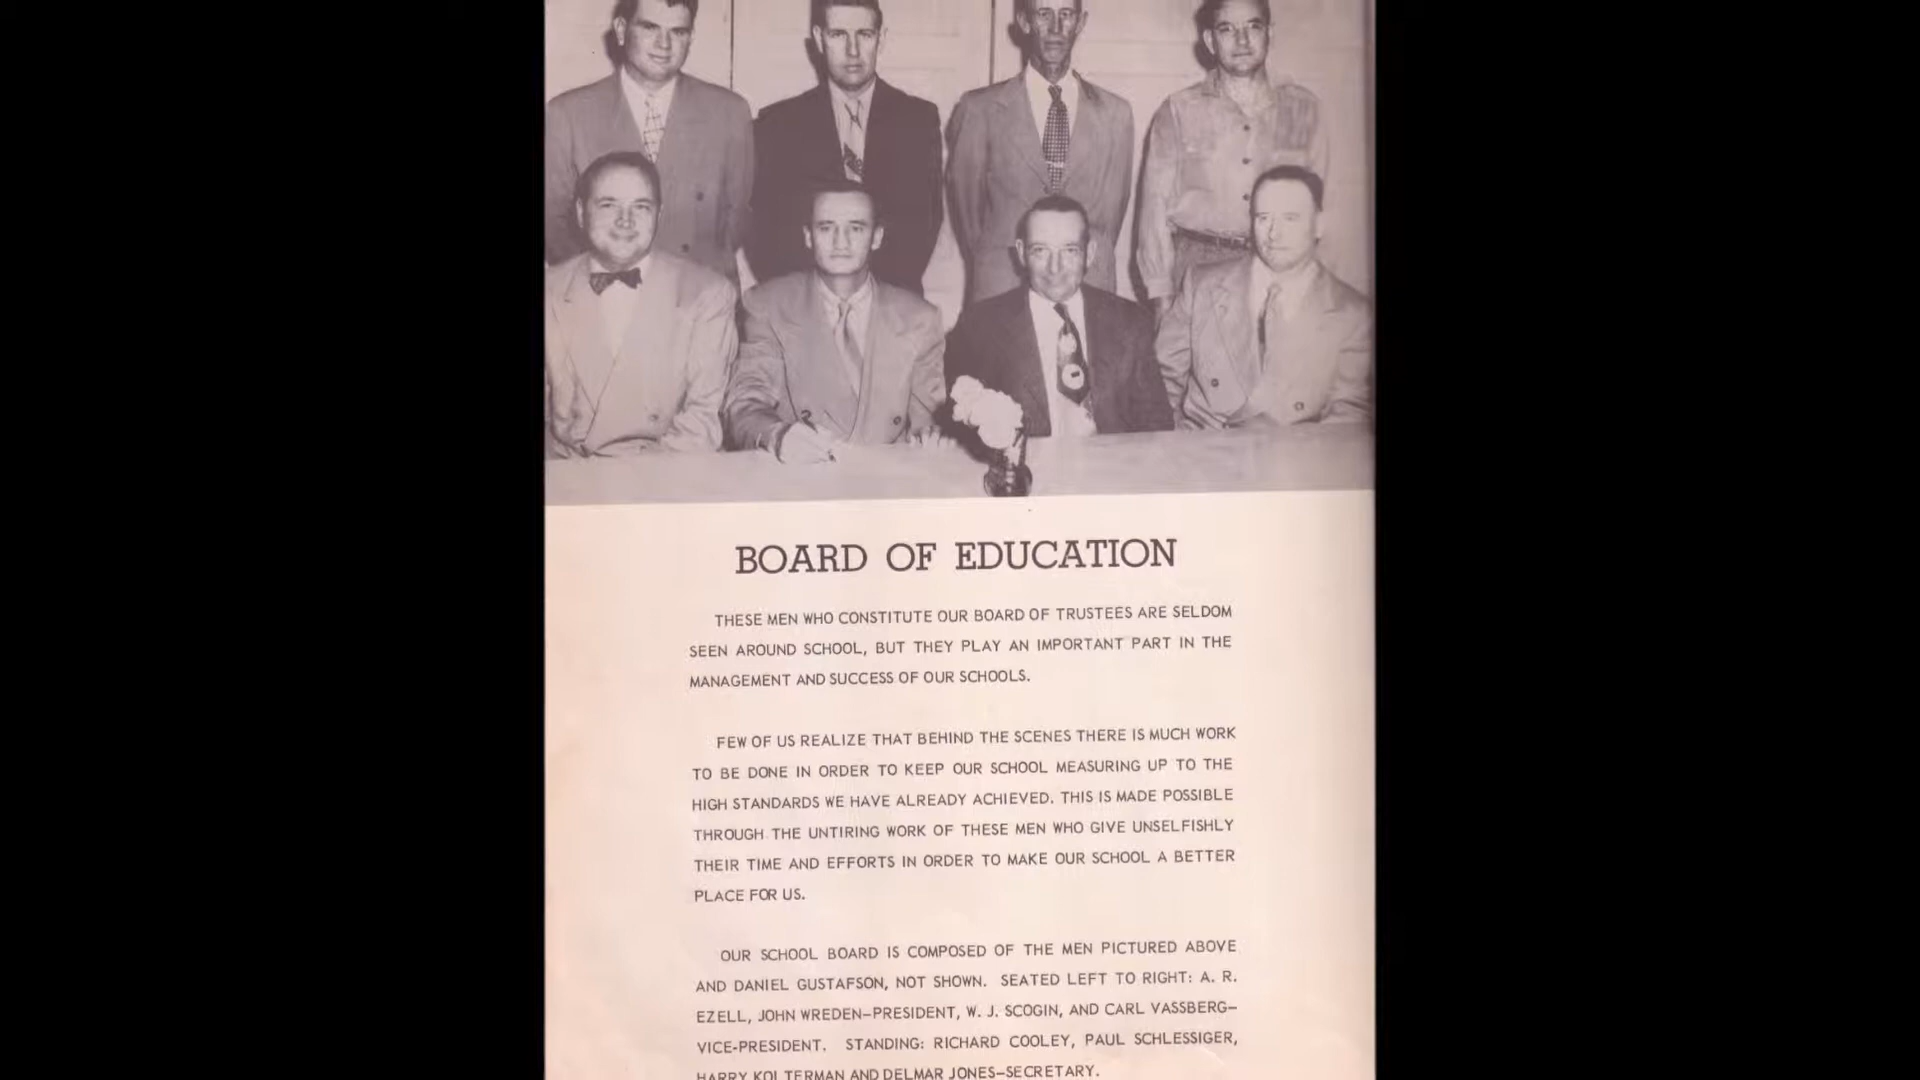 BOARD OF EDUCATION
THESE MEN WHO CONSTITUTE OUR BOARD OF TRUSTEES ARE SELDOM
SEEN AROUND SCHOOL, BUT THEY PLAY AN IMPORTANT PART IN THE
MANAGEMENT AND SUCCESS OF OUR SCHOOLS.
FEW OF US REALIZE THAT BEHIND THE SCENES THERE IS MUCH WORK
TO BE DONE IN ORDER TO KEEP OUR SCHOOL MEASURING UP TO THE
HIGH STANDARDS WE HAVE ALREADY ACHIEVED. THIS IS MADE POSSIBLE
THROUGH THE UNTIRING WORK OF THESE MEN WHO GIVE UNSELFISHLY
THEIR TIME AND EFFORTS IN ORDER TO MAKE OUR SCHOOL A BETTER
PLACE FOR US.
OUR SCHOOL BOARD IS COMPOSED OF THE MEN PICTURED ABOVE
AND DANIEL GUSTAFSON, NOT SHOWN. SEATED LEFT TO RIGHT: A. R.
EZELL, JOHN WREDEN–PRESIDENT, W. J. SCOGIN, AND CARL VASSBERG–
VICE-PRESIDENT. STANDING: RICHARD COOLEY, PAUL SCHLESSIGER,
HARRY KOLTERMAN AND DELMAR JONES–SECRETARY.